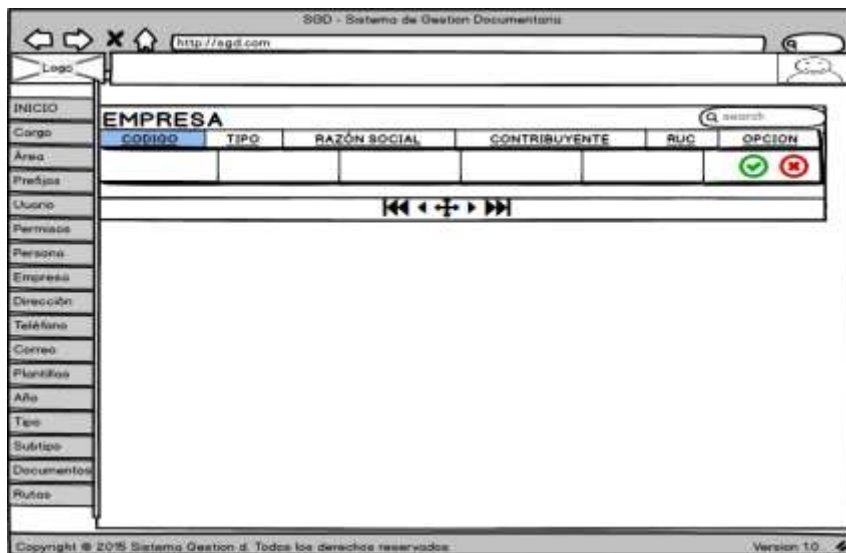 SGD - Sistema de Gestion Documentaria
http://sgd.com
Logo
INICIO
Cargo
Área
Prefijos
Usuario
Permisos
Persona
Empresa
Dirección
Teléfono
Correo
Plantillas
Año
Tipo
Subtipo
Documentos
Rutas
EMPRESA
search
CODIGO TIPO RAZÓN SOCIAL CONTRIBUYENTE RUC OPCION
Copyright © 2015 Sistema Gestion d. Todos los derechos reservados
Version 1.0